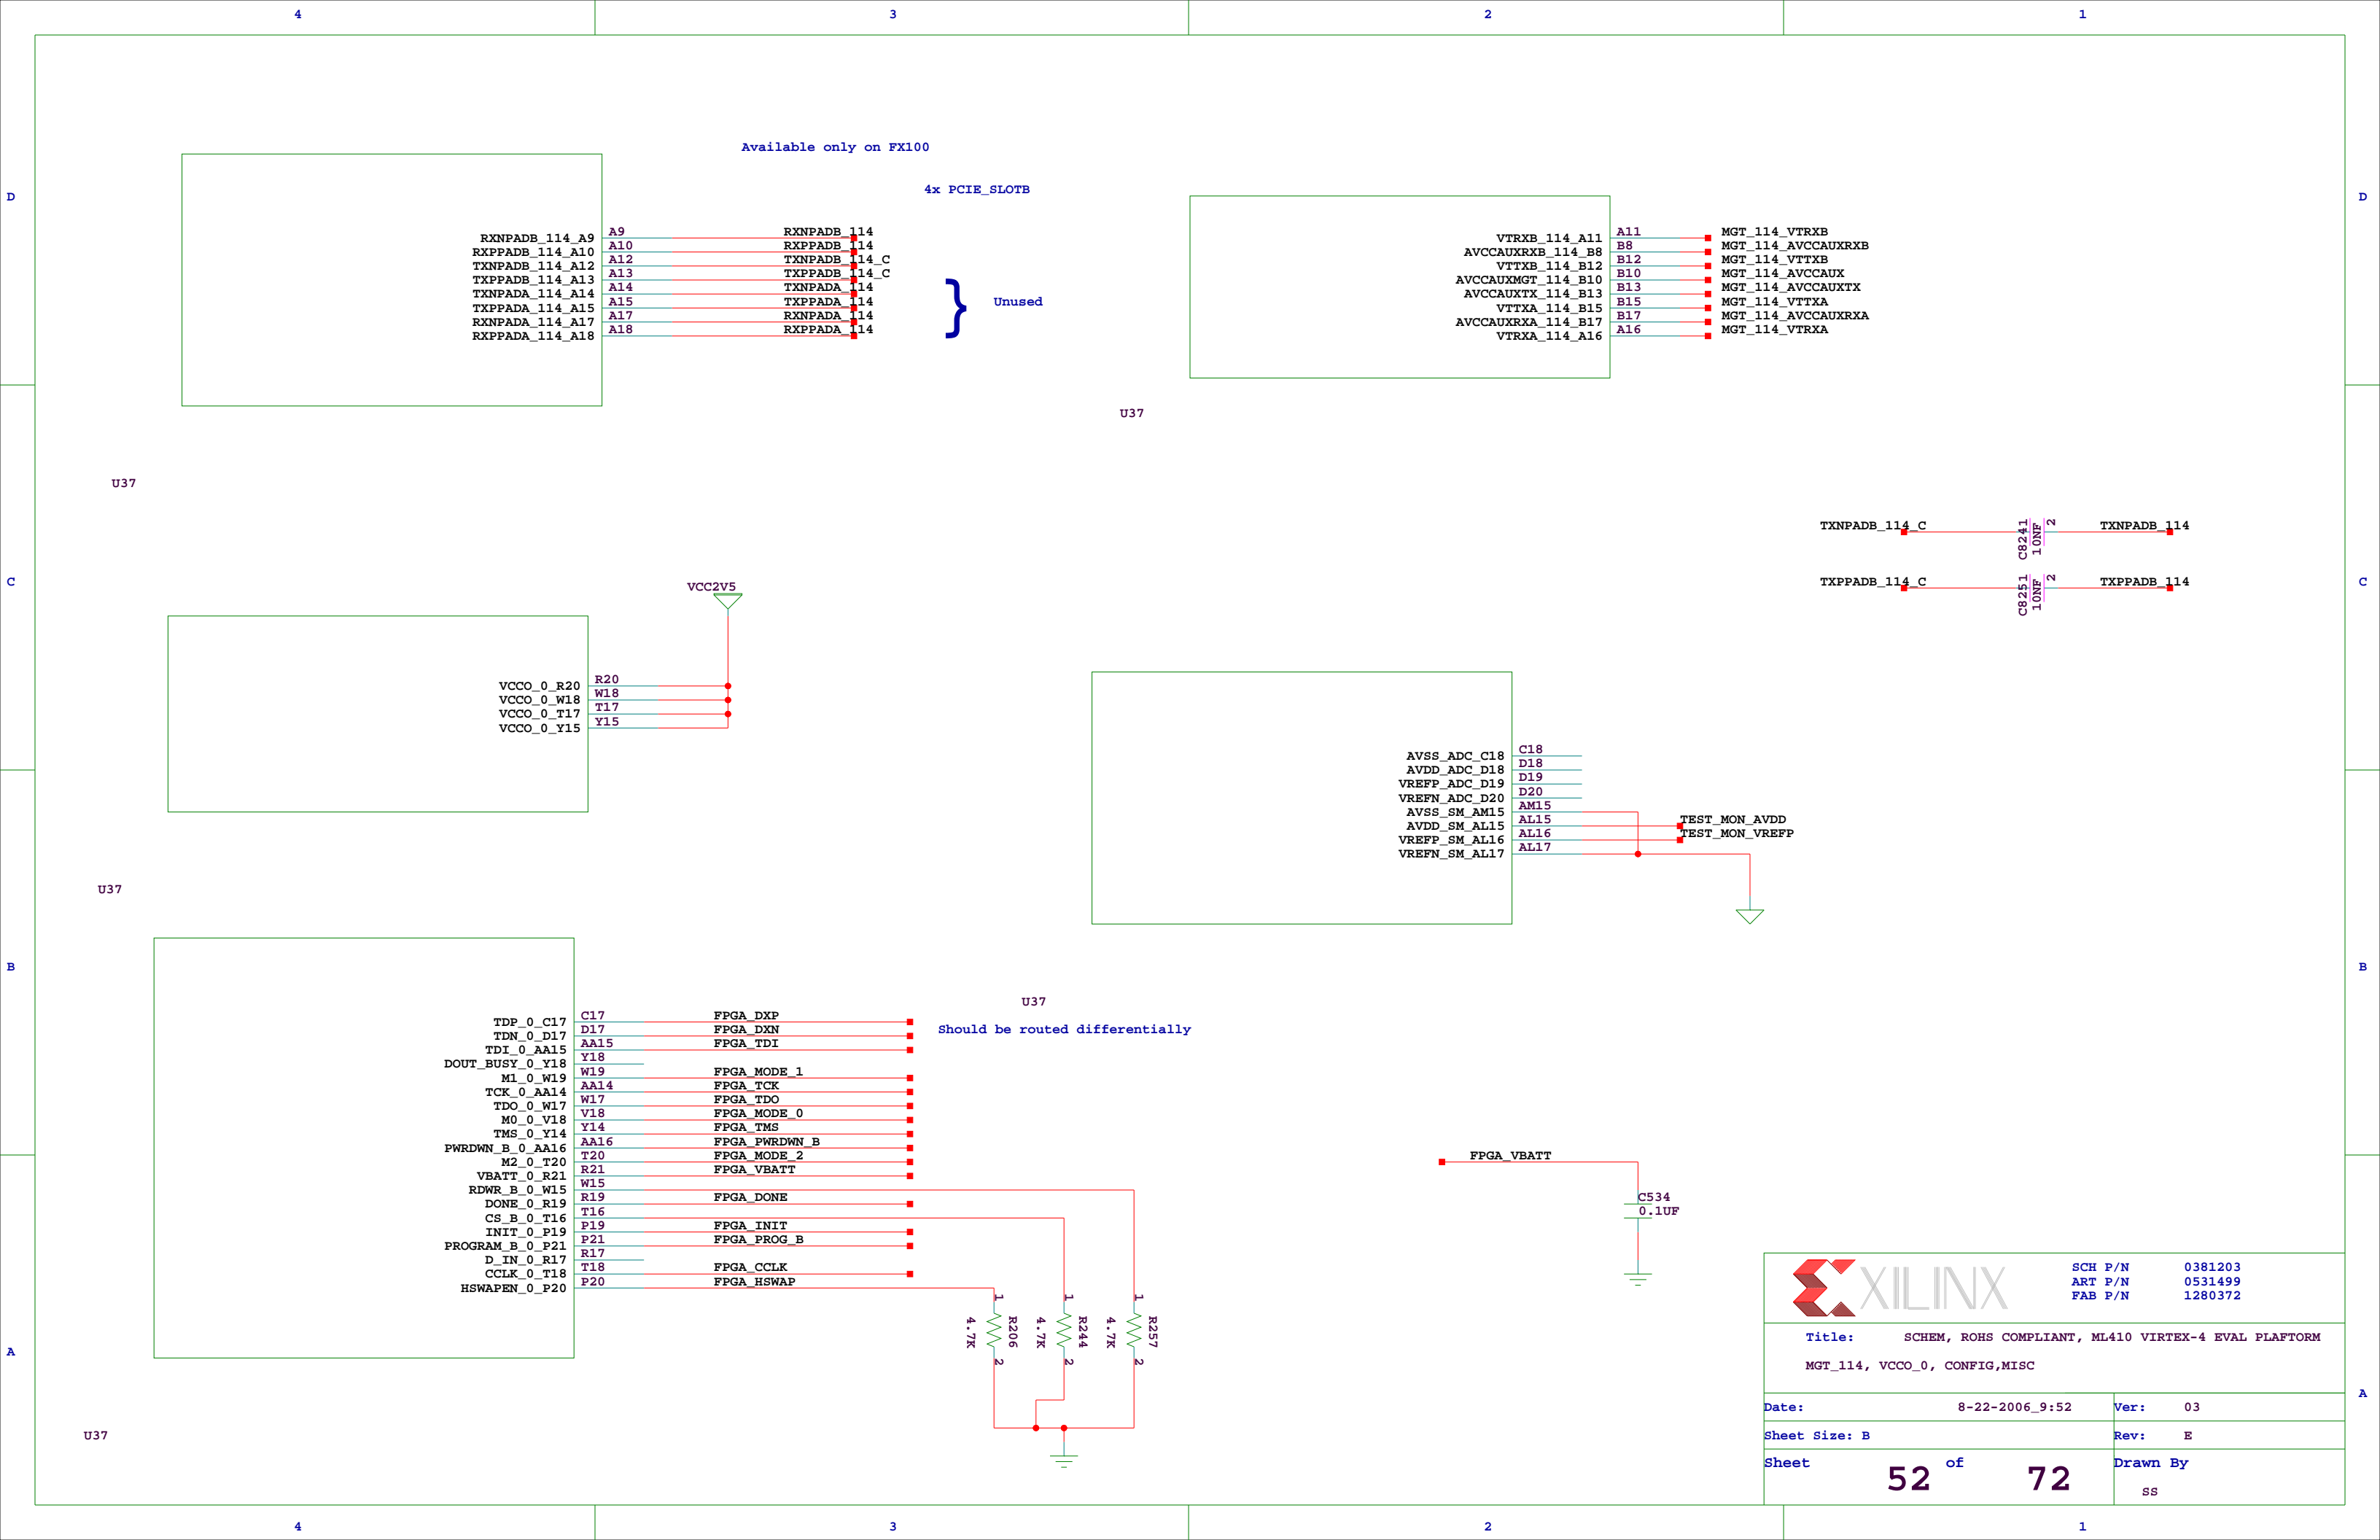 4 3 2 1
D
D
Available only on FX100
4x PCIE_SLOTB
RXNPADB_114_A9 A9 RXNPADB_114
RXPPADB_114_A10 A10 RXPPADB_114
TXNPADB_114_A12 A12 TXNPADB_114_C
TXPPADB_114_A13 A13 TXPPADB_114_C
TXNPADA_114_A14 A14 TXNPADA_114
TXPPADA_114_A15 A15 TXPPADA_114
RXNPADA_114_A17 A17 RXNPADA_114
RXPPADA_114_A18 A18 RXPPADA_114
} Unused
U37
VTRXB_114_A11 A11 MGT_114_VTRXB
AVCCAUXRXB_114_B8 B8 MGT_114_AVCCAUXRXB
VTTXB_114_B12 B12 MGT_114_VTTXB
AVCCAUXMGT_114_B10 B10 MGT_114_AVCCAUX
AVCCAUXTX_114_B13 B13 MGT_114_AVCCAUXTX
VTTXA_114_B15 B15 MGT_114_VTTXA
AVCCAUXRXA_114_B17 B17 MGT_114_AVCCAUXRXA
VTRXA_114_A16 A16 MGT_114_VTRXA
U37
TXNPADB_114_C C8241 10NF 2 TXNPADB_114
TXPPADB_114_C C8251 10NF 2 TXPPADB_114
C
C
VCC2V5
VCCO_0_R20 R20
VCCO_0_W18 W18
VCCO_0_T17 T17
VCCO_0_Y15 Y15
U37
AVSS_ADC_C18 C18
AVDD_ADC_D18 D18
VREFP_ADC_D19 D19
VREFN_ADC_D20 D20
AVSS_SM_AM15 AM15
AVDD_SM_AL15 AL15 TEST_MON_AVDD
VREFP_SM_AL16 AL16 TEST_MON_VREFP
VREFN_SM_AL17 AL17
U37
B
B
Should be routed differentially
TDP_0_C17 C17 FPGA_DXP
TDN_0_D17 D17 FPGA_DXN
TDI_0_AA15 AA15 FPGA_TDI
DOUT_BUSY_0_Y18 Y18
M1_0_W19 W19 FPGA_MODE_1
TCK_0_AA14 AA14 FPGA_TCK
TDO_0_W17 W17 FPGA_TDO
M0_0_V18 V18 FPGA_MODE_0
TMS_0_Y14 Y14 FPGA_TMS
PWRDWN_B_0_AA16 AA16 FPGA_PWRDWN_B
M2_0_T20 T20 FPGA_MODE_2
VBATT_0_R21 R21 FPGA_VBATT
RDWR_B_0_W15 W15
DONE_0_R19 R19 FPGA_DONE
CS_B_0_T16 T16
INIT_0_P19 P19 FPGA_INIT
PROGRAM_B_0_P21 P21 FPGA_PROG_B
D_IN_0_R17 R17
CCLK_0_T18 T18 FPGA_CCLK
HSWAPEN_0_P20 P20 FPGA_HSWAP
U37
1 R206 4.7K 2
1 R244 4.7K 2
1 R257 4.7K 2
FPGA_VBATT
C534
0.1UF
A
A
XILINX
SCH P/N 0381203
ART P/N 0531499
FAB P/N 1280372
Title: SCHEM, ROHS COMPLIANT, ML410 VIRTEX-4 EVAL PLAFTORM
MGT_114, VCCO_0, CONFIG,MISC
Date: 8-22-2006_9:52 Ver: 03
Sheet Size: B Rev: E
Sheet 52 of 72 Drawn By
SS
4 3 2 1